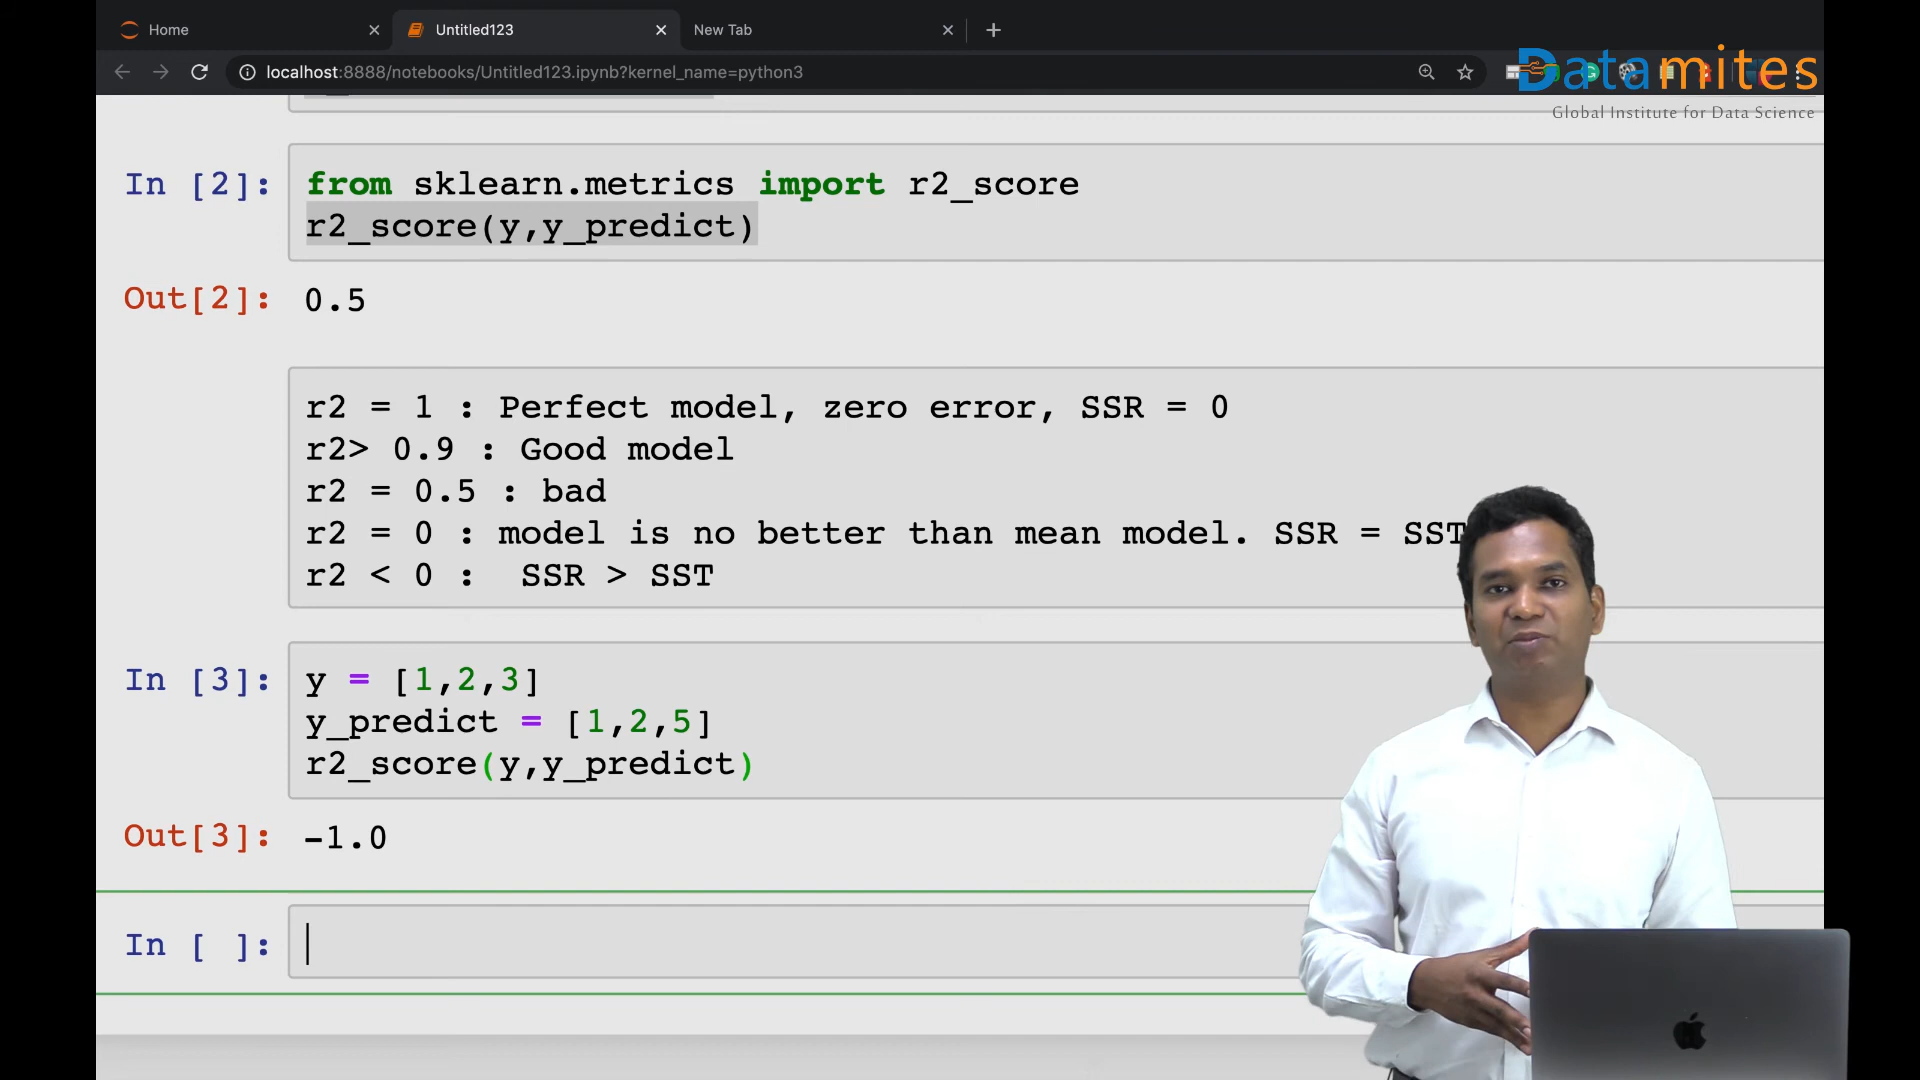 Home
Untitled123
New Tab
localhost:8888/notebooks/Untitled123.ipynb?kernel_name=python3
Datamites
Global Institute for Data Science
In [2]:
from sklearn.metrics import r2_score
r2_score(y,y_predict)
Out[2]:
0.5
r2 = 1 : Perfect model, zero error, SSR = 0
r2> 0.9 : Good model
r2 = 0.5 : bad
r2 = 0 : model is no better than mean model. SSR = SST
r2 < 0 :  SSR > SST
In [3]:
y = [1,2,3]
y_predict = [1,2,5]
r2_score(y,y_predict)
Out[3]:
-1.0
In [ ]: